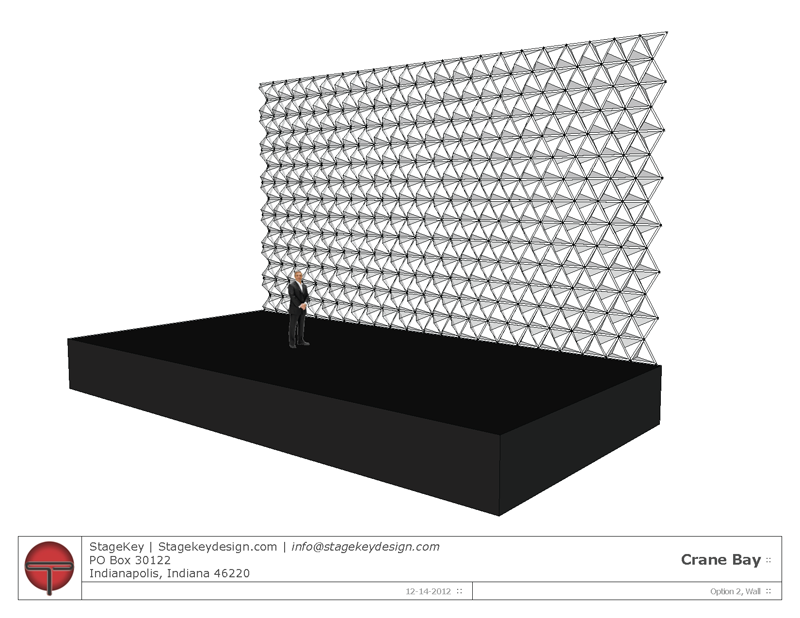 StageKey | Stagekeydesign.com | info@stagekeydesign.com
PO Box 30122
Indianapolis, Indiana 46220
Crane Bay ::
12-14-2012 ::
Option 2, Wall ::